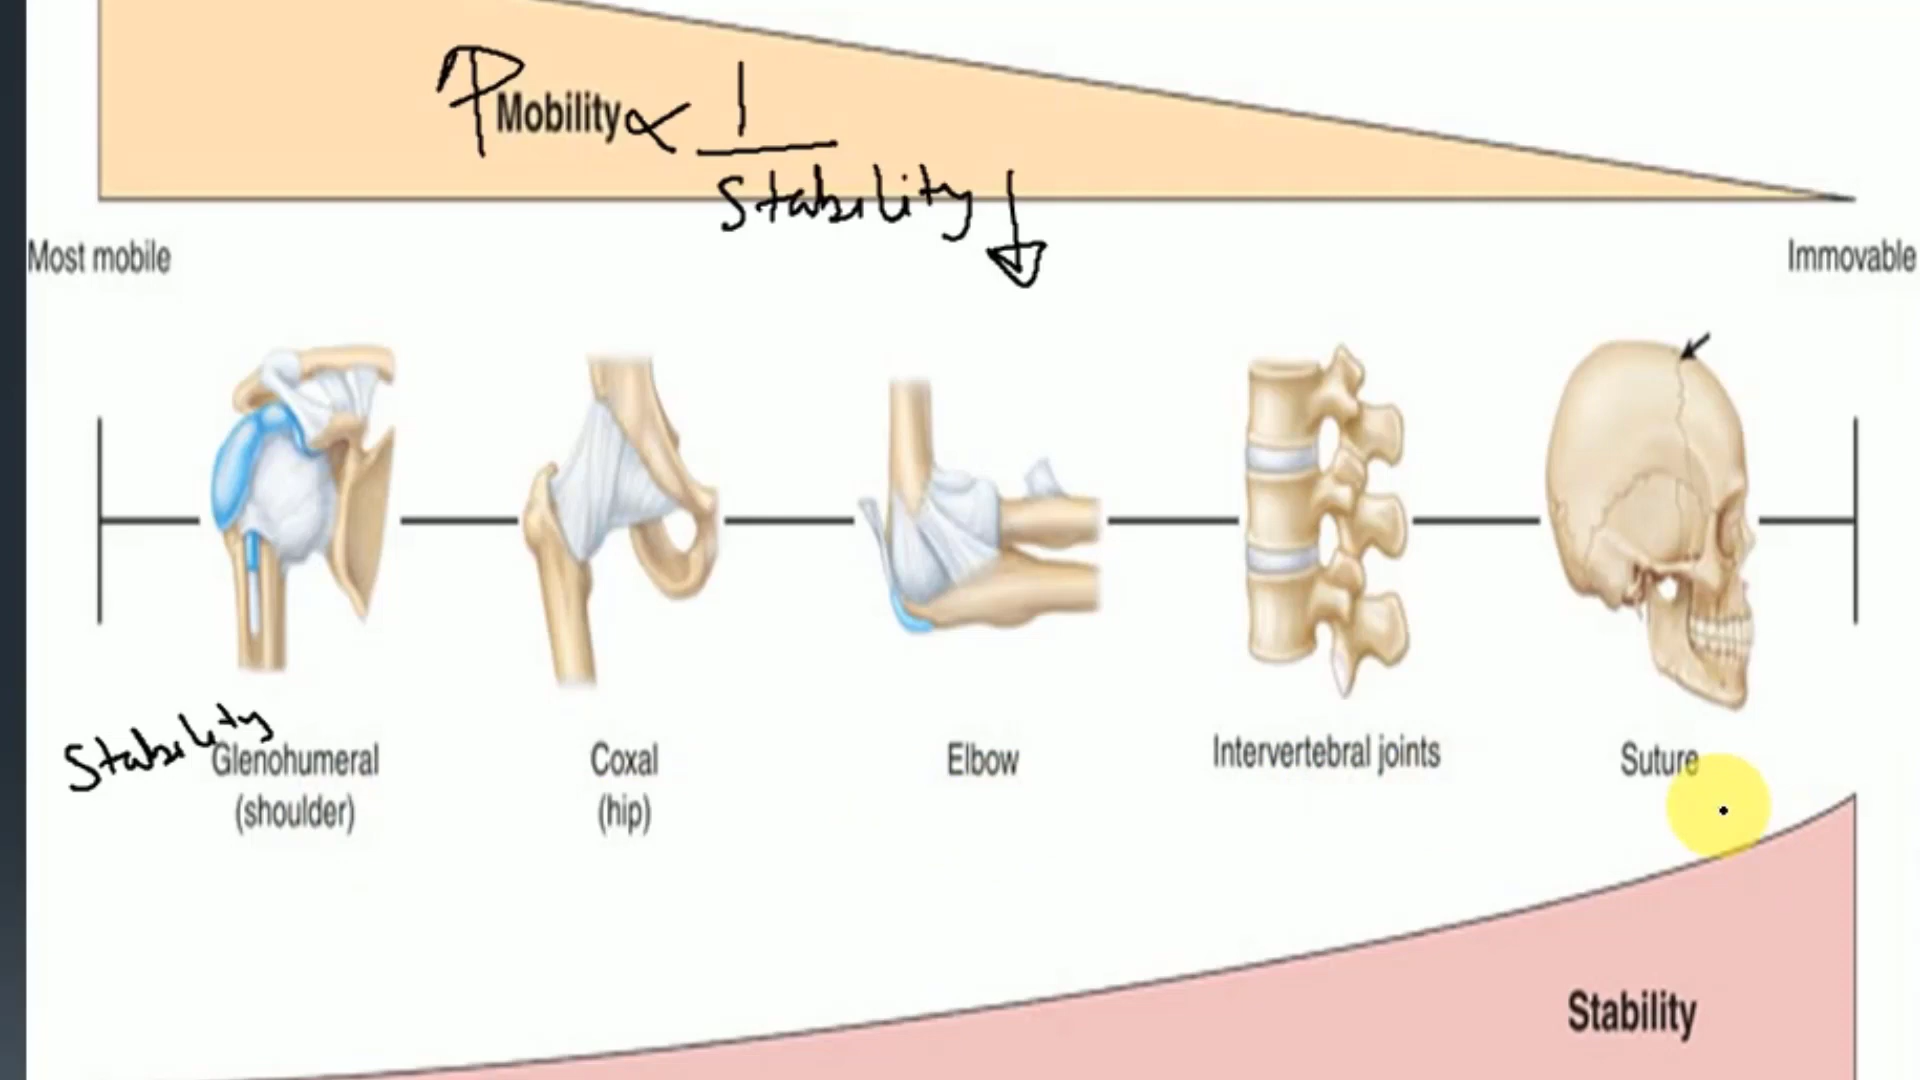 ↑ Mobility ∝ 1
Stability ↓
Most mobile
Immovable
Stability
Glenohumeral
(shoulder)
Coxal
(hip)
Elbow
Intervertebral joints
Suture
Stability